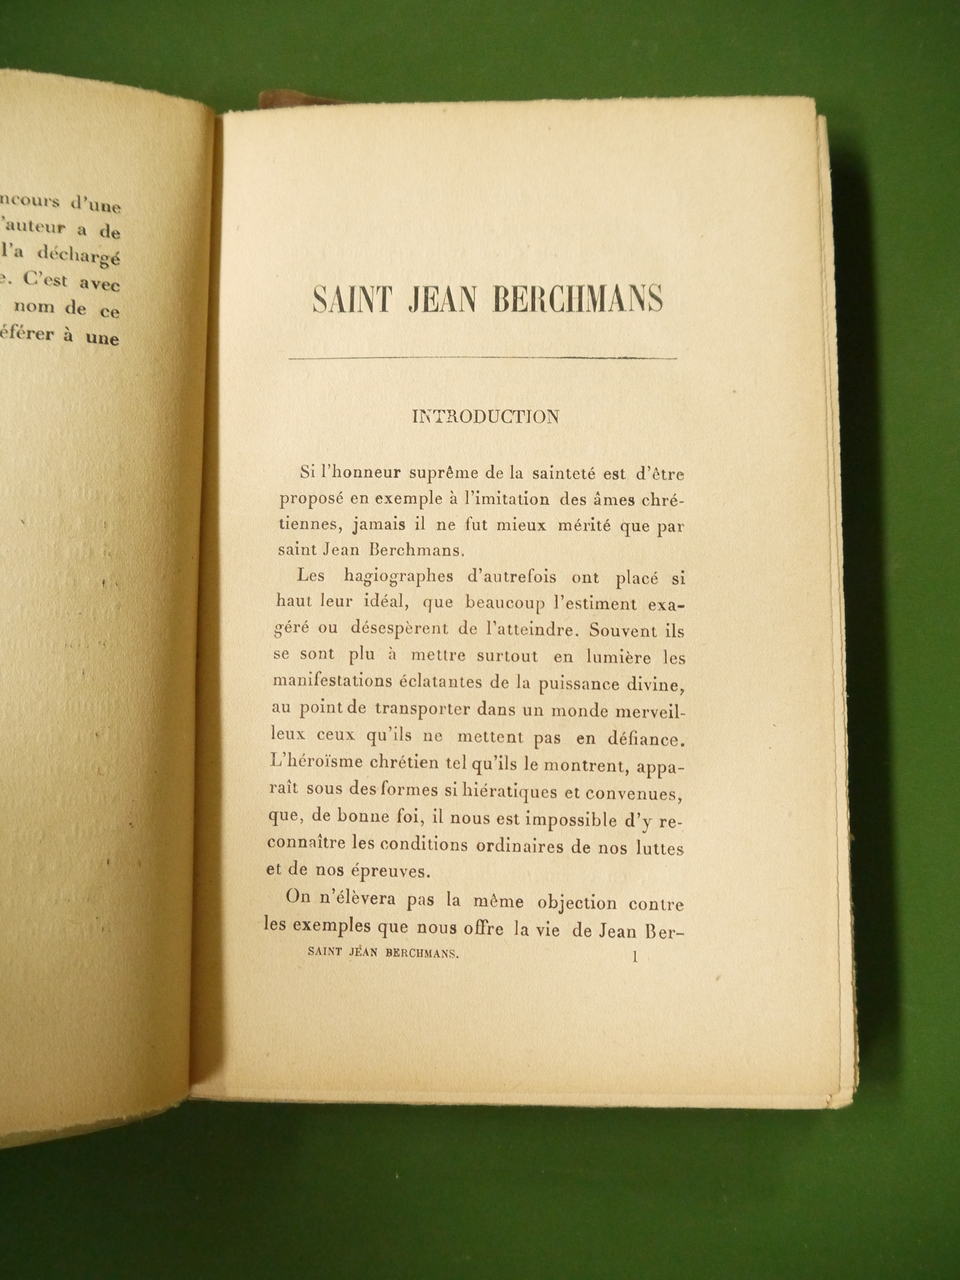 ncours d'une
'auteur a de
l'a déchargé
e. C'est avec
nom de ce
éférer à une
SAINT JEAN BERCHMANS
INTRODUCTION
Si l'honneur suprême de la sainteté est d'être
proposé en exemple à l'imitation des âmes chré-
tiennes, jamais il ne fut mieux mérité que par
saint Jean Berchmans.
Les hagiographes d'autrefois ont placé si
haut leur idéal, que beaucoup l'estiment exa-
géré ou désespèrent de l'atteindre. Souvent ils
se sont plu à mettre surtout en lumière les
manifestations éclatantes de la puissance divine,
au point de transporter dans un monde merveil-
leux ceux qu'ils ne mettent pas en défiance.
L'héroïsme chrétien tel qu'ils le montrent, appa-
raît sous des formes si hiératiques et convenues,
que, de bonne foi, il nous est impossible d'y re-
connaître les conditions ordinaires de nos luttes
et de nos épreuves.
On n'élèvera pas la même objection contre
les exemples que nous offre la vie de Jean Ber-
SAINT JEAN BERCHMANS. 1